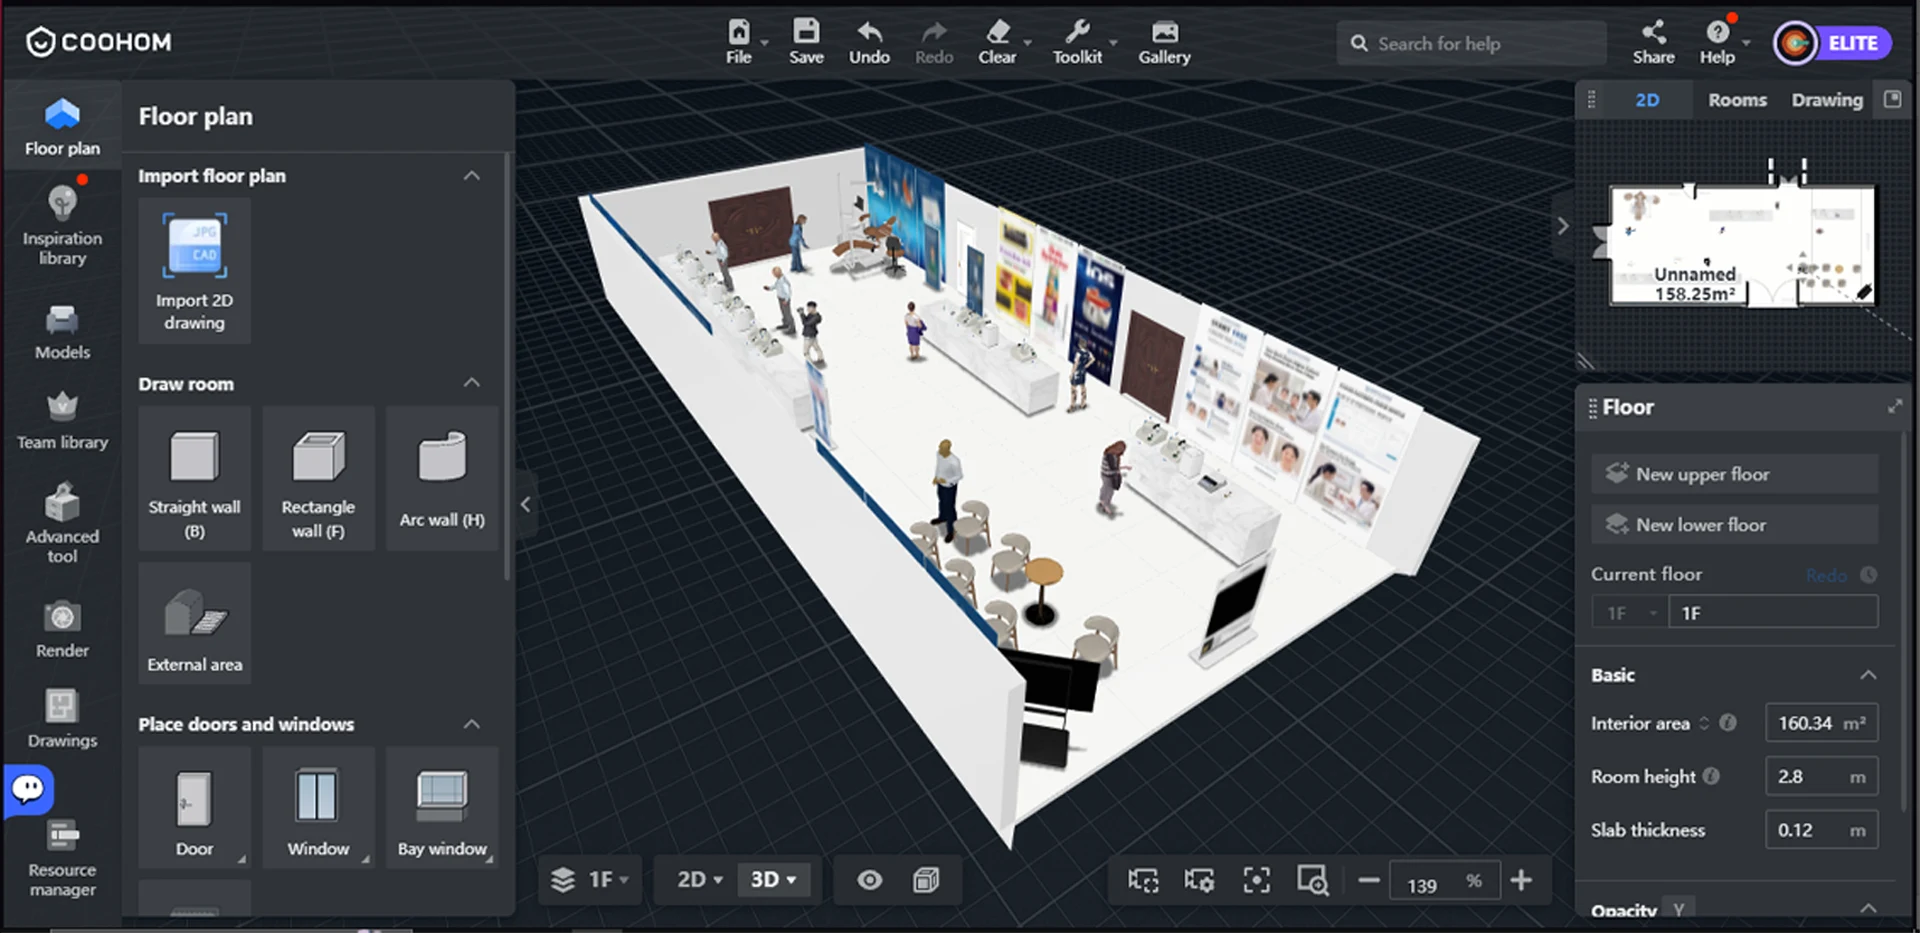 COOHOM
File
Save
Undo
Redo
Clear
Toolkit
Gallery
Search for help
Share
Help
ELITE
Floor plan
Inspiration
library
Models
Team library
Advanced
tool
Render
Drawings
Resource
manager
Floor plan
Import floor plan
JPG
CAD
Import 2D
drawing
Draw room
Straight wall
(B)
Rectangle
wall (F)
Arc wall (H)
External area
Place doors and windows
Door
Window
Bay window
ios
1F
2D
3D
139 %
2D
Rooms
Drawing
Unnamed
158.25m²
Floor
New upper floor
New lower floor
Current floor
Redo
1F
1F
Basic
Interior area
160.34 m²
Room height
2.8 m
Slab thickness
0.12 m
Opacity
Y